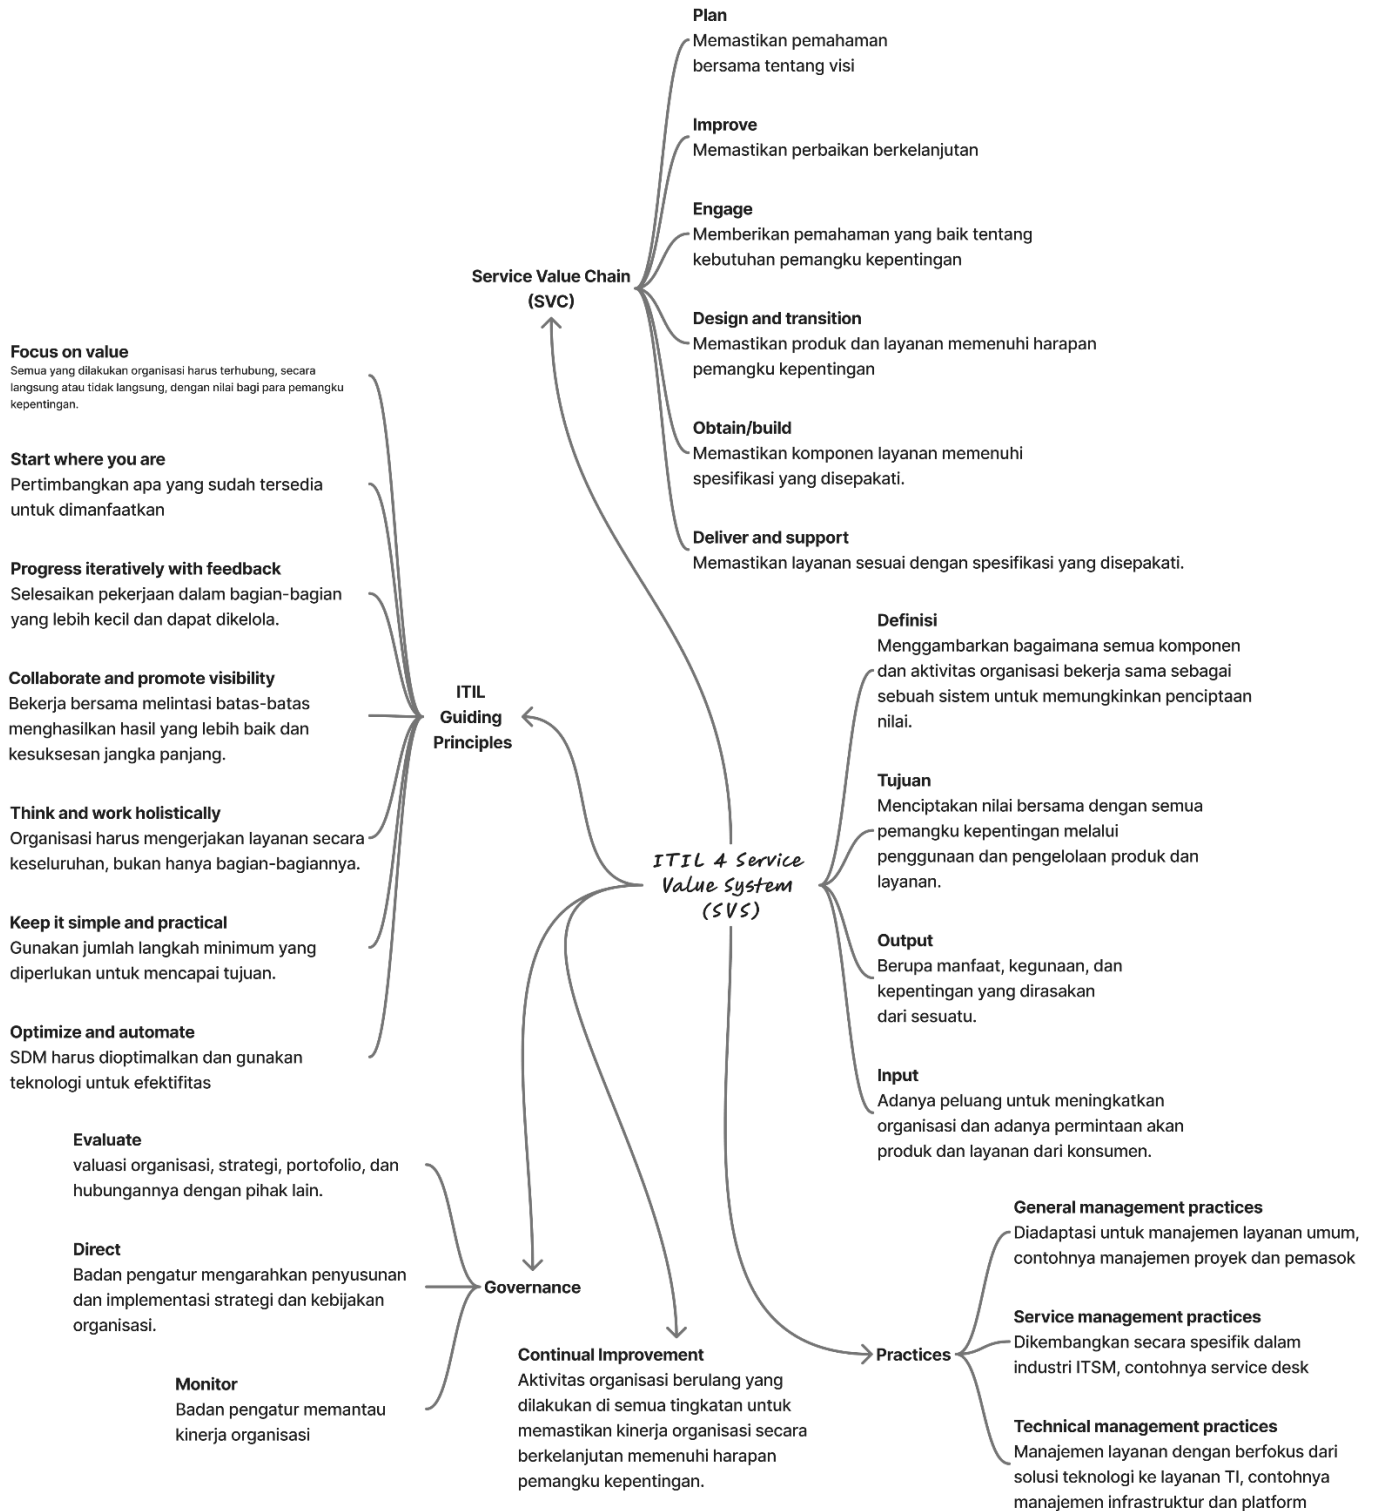 Plan
Memastikan pemahaman
bersama tentang visi
Improve
Memastikan perbaikan berkelanjutan
Engage
Memberikan pemahaman yang baik tentang
kebutuhan pemangku kepentingan
Service Value Chain
(SVC)
Design and transition
Memastikan produk dan layanan memenuhi harapan
pemangku kepentingan
Obtain/build
Memastikan komponen layanan memenuhi
spesifikasi yang disepakati.
Deliver and support
Memastikan layanan sesuai dengan spesifikasi yang disepakati.
Focus on value
Semua yang dilakukan organisasi harus terhubung, secara
langsung atau tidak langsung, dengan nilai bagi para pemangku
kepentingan.
Start where you are
Pertimbangkan apa yang sudah tersedia
untuk dimanfaatkan
Progress iteratively with feedback
Selesaikan pekerjaan dalam bagian-bagian
yang lebih kecil dan dapat dikelola.
Collaborate and promote visibility
Bekerja bersama melintasi batas-batas
menghasilkan hasil yang lebih baik dan
kesuksesan jangka panjang.
ITIL
Guiding
Principles
Think and work holistically
Organisasi harus mengerjakan layanan secara
keseluruhan, bukan hanya bagian-bagiannya.
Keep it simple and practical
Gunakan jumlah langkah minimum yang
diperlukan untuk mencapai tujuan.
Optimize and automate
SDM harus dioptimalkan dan gunakan
teknologi untuk efektifitas
ITIL 4 Service
Value System
(SVS)
Definisi
Menggambarkan bagaimana semua komponen
dan aktivitas organisasi bekerja sama sebagai
sebuah sistem untuk memungkinkan penciptaan
nilai.
Tujuan
Menciptakan nilai bersama dengan semua
pemangku kepentingan melalui
penggunaan dan pengelolaan produk dan
layanan.
Output
Berupa manfaat, kegunaan, dan
kepentingan yang dirasakan
dari sesuatu.
Input
Adanya peluang untuk meningkatkan
organisasi dan adanya permintaan akan
produk dan layanan dari konsumen.
Evaluate
valuasi organisasi, strategi, portofolio, dan
hubungannya dengan pihak lain.
Direct
Badan pengatur mengarahkan penyusunan
dan implementasi strategi dan kebijakan
organisasi.
Governance
Monitor
Badan pengatur memantau
kinerja organisasi
Continual Improvement
Aktivitas organisasi berulang yang
dilakukan di semua tingkatan untuk
memastikan kinerja organisasi secara
berkelanjutan memenuhi harapan
pemangku kepentingan.
Practices
General management practices
Diadaptasi untuk manajemen layanan umum,
contohnya manajemen proyek dan pemasok
Service management practices
Dikembangkan secara spesifik dalam
industri ITSM, contohnya service desk
Technical management practices
Manajemen layanan dengan berfokus dari
solusi teknologi ke layanan TI, contohnya
manajemen infrastruktur dan platform